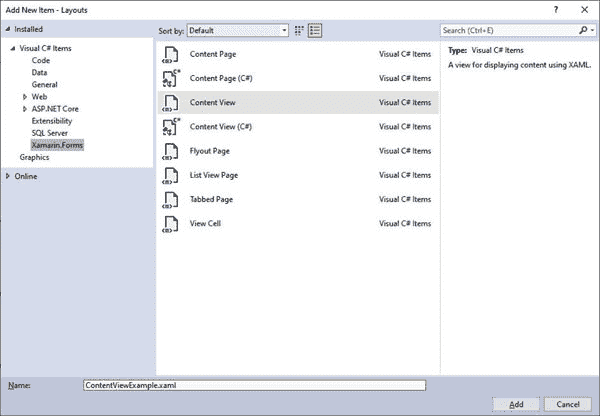 Add New Item - Layouts
Installed
Sort by: Default
Search (Ctrl+E)
Visual C# Items
Code
Data
General
Web
ASP.NET Core
Extensibility
SQL Server
Xamarin.Forms
Graphics
Online
Content Page Visual C# Items
Content Page (C#) Visual C# Items
Content View Visual C# Items
Content View (C#) Visual C# Items
Flyout Page Visual C# Items
List View Page Visual C# Items
Tabbed Page Visual C# Items
View Cell Visual C# Items
Type: Visual C# Items
A view for displaying content using XAML.
Name: ContentViewExample.xaml
Add Cancel